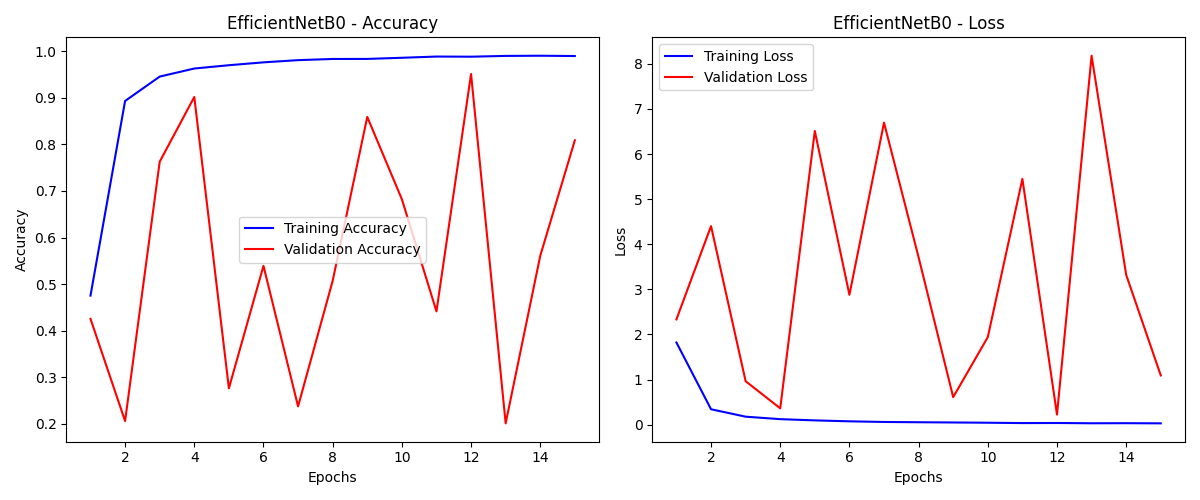 EfficientNetB0 - Accuracy
1.0
0.9
0.8
0.7
0.6
0.5
0.4
0.3
0.2
Accuracy
Training Accuracy
Validation Accuracy
2 4 6 8 10 12 14
Epochs
EfficientNetB0 - Loss
Training Loss
Validation Loss
8
7
6
5
4
3
2
1
0
Loss
2 4 6 8 10 12 14
Epochs